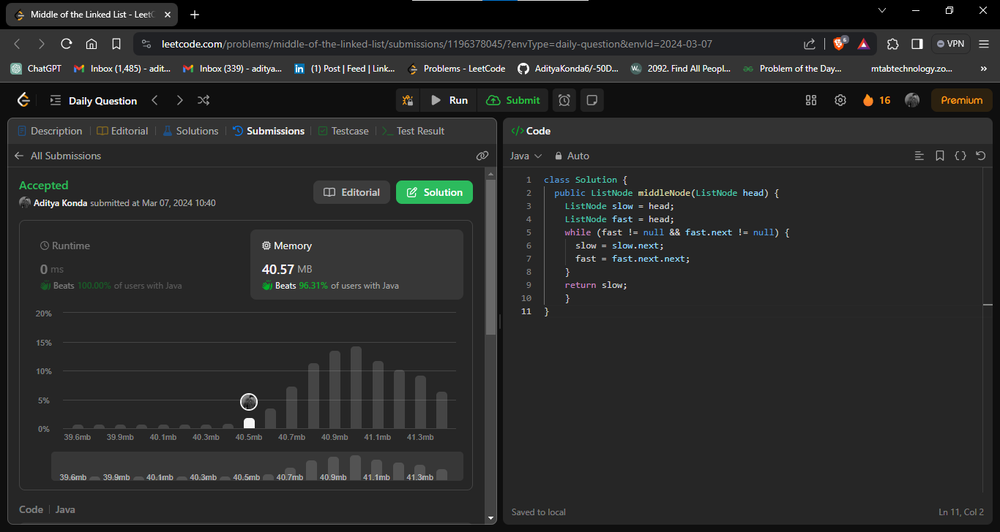 Middle of the Linked List - LeetC
leetcode.com/problems/middle-of-the-linked-list/submissions/1196378045/?envType=daily-question&envId=2024-03-07
6
VPN
ChatGPT
Inbox (1,485) - adit...
Inbox (339) - aditya...
(1) Post | Feed | Link...
Problems - LeetCode
AdityaKonda6/-50D...
2092. Find All Peopl...
Problem of the Day...
mtabtechnology.zo...
»
Daily Question
Run
Submit
16
Premium
Description
Editorial
Solutions
Submissions
Testcase
Test Result
All Submissions
Accepted
Aditya Konda submitted at Mar 07, 2024 10:40
Editorial
Solution
Runtime
0 ms
Beats 100.00% of users with Java
Memory
40.57 MB
Beats 96.31% of users with Java
20%
15%
10%
5%
0%
39.6mb 39.9mb 40.1mb 40.3mb 40.5mb 40.7mb 40.9mb 41.1mb 41.3mb
39.6mb 39.9mb 40.1mb 40.3mb 40.5mb 40.7mb 40.9mb 41.1mb 41.3mb
Code | Java
</> Code
Java
Auto
1 class Solution {
2 public ListNode middleNode(ListNode head) {
3 ListNode slow = head;
4 ListNode fast = head;
5 while (fast != null && fast.next != null) {
6 slow = slow.next;
7 fast = fast.next.next;
8 }
9 return slow;
10 }
11 }
Saved to local
Ln 11, Col 2